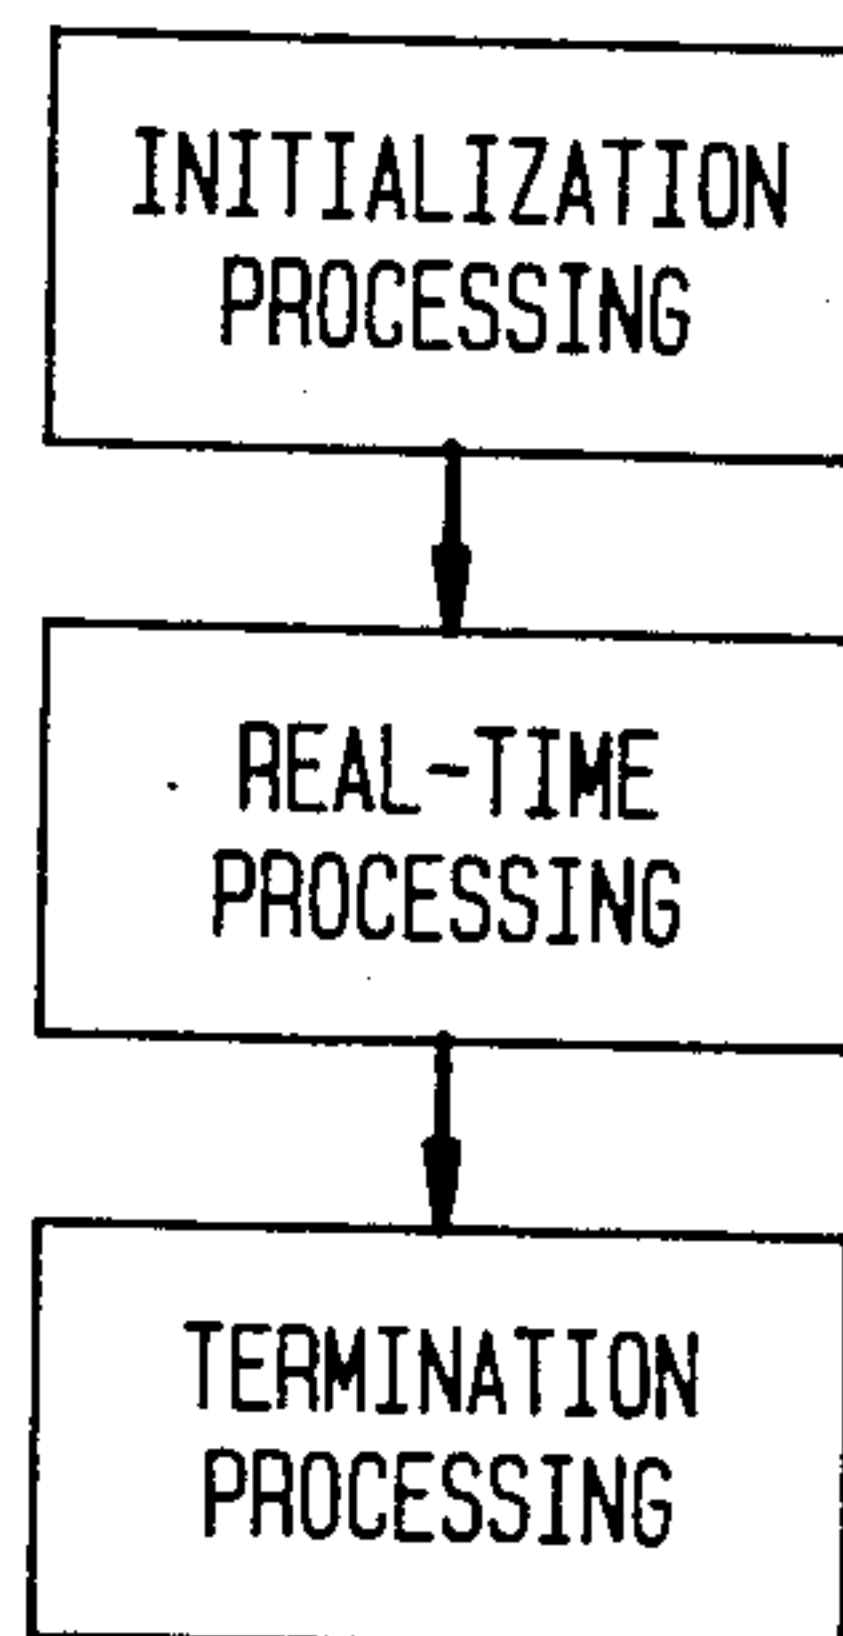 INITIALIZATION
PROCESSING
REAL-TIME
PROCESSING
TERMINATION
PROCESSING